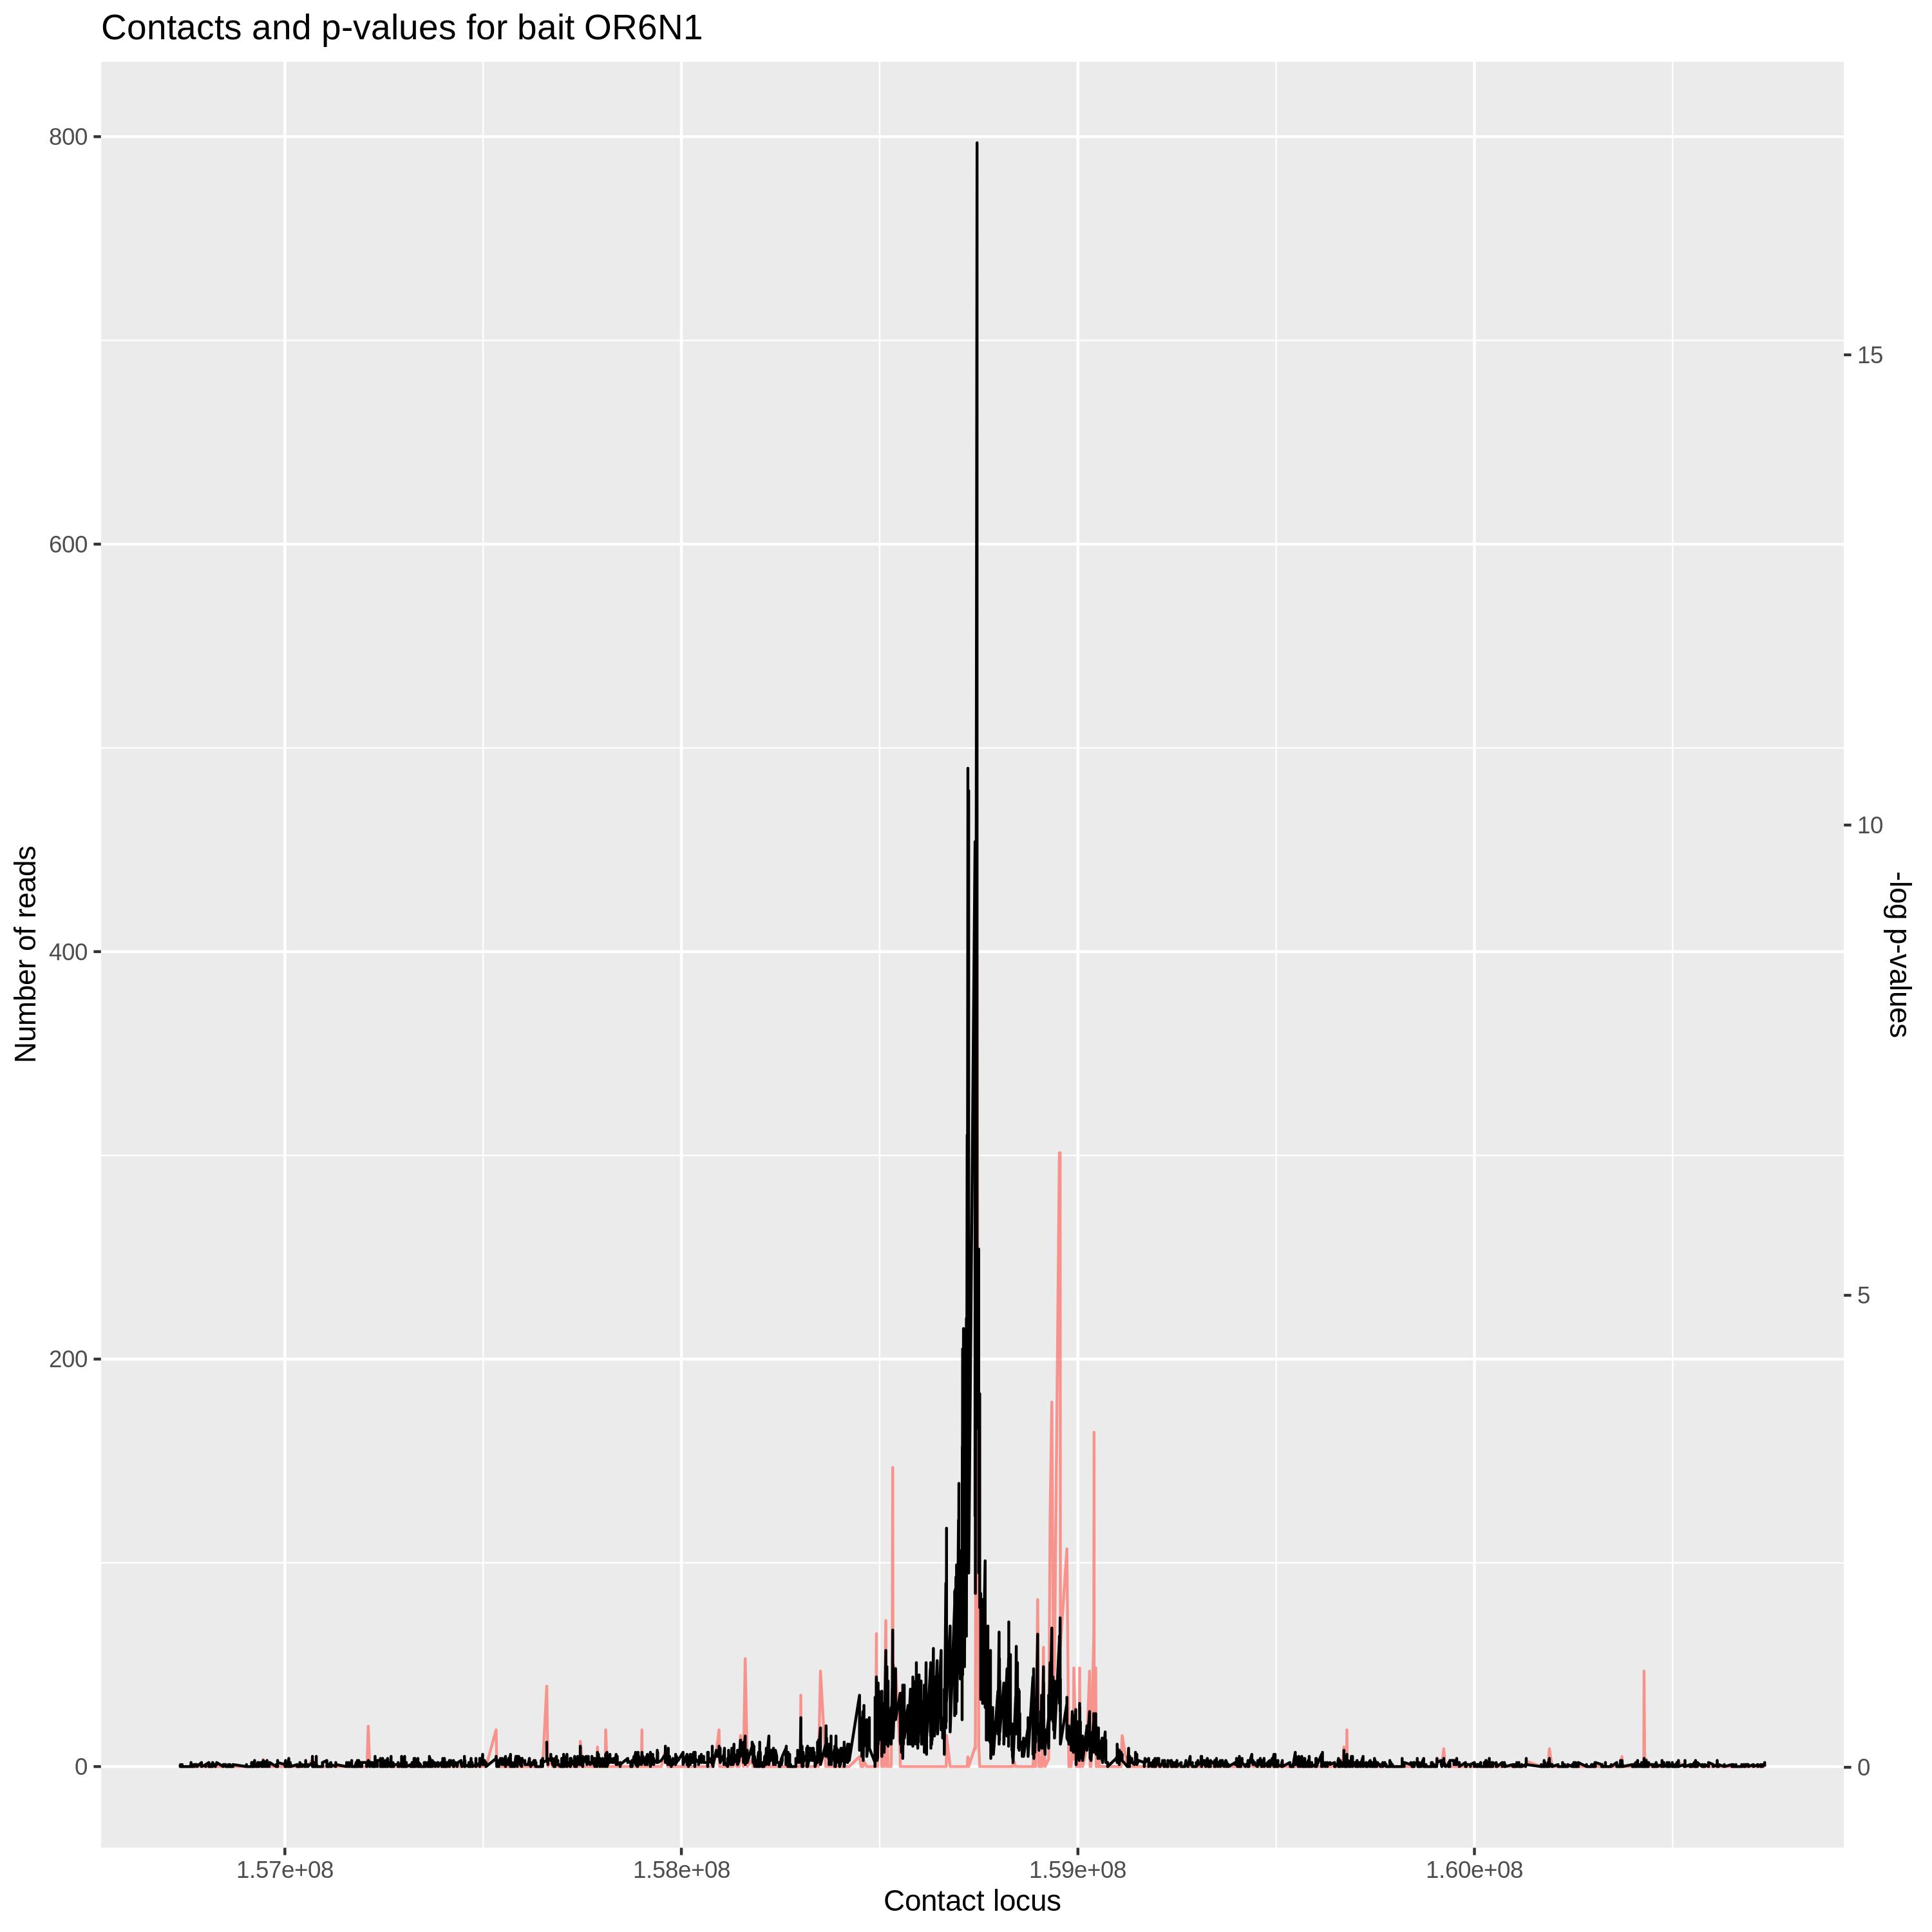 Contacts and p-values for bait OR6N1
800
600
400
200
0
Number of reads
15
10
5
0
-log p-values
1.57e+08
1.58e+08
1.59e+08
1.60e+08
Contact locus